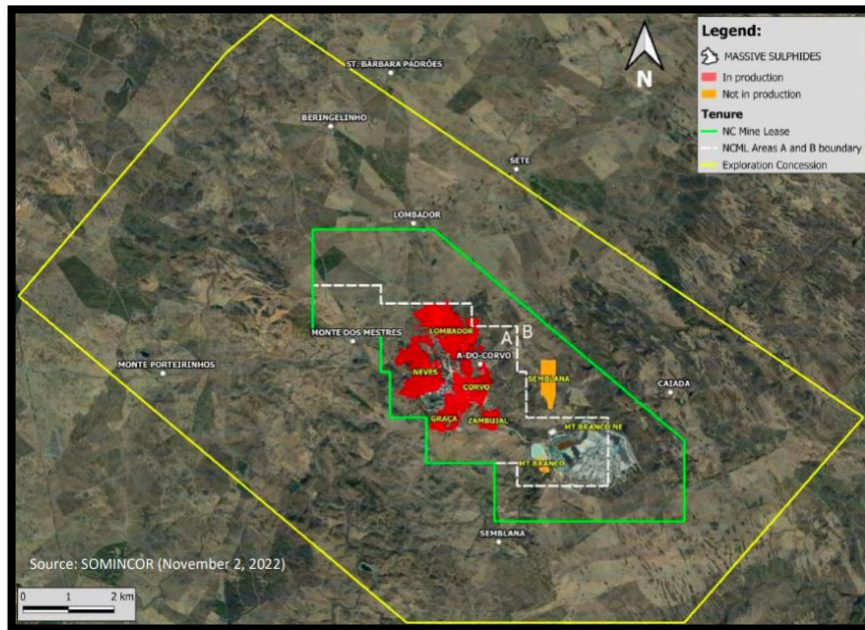 Legend:
MASSIVE SULPHIDES
In production
Not in production
Tenure
NC Mine Lease
NCML Areas A and B boundary
Exploration Concession
N
ST. BÁRBARA PADRÕES
BERINGELINHO
SETE
LOMBADOR
MONTE DOS MESTRES
LOMBADOR
A
B
A-DO-CORVO
MONTE PORTEIRINHOS
NEVES
CORVO
SEMBLANA
CAIADA
GRAÇA
ZAMBUJAL
MT.BRANCO NE
MT.BRANCO
SEMBLANA
Source: SOMINCOR (November 2, 2022)
0 1 2 km